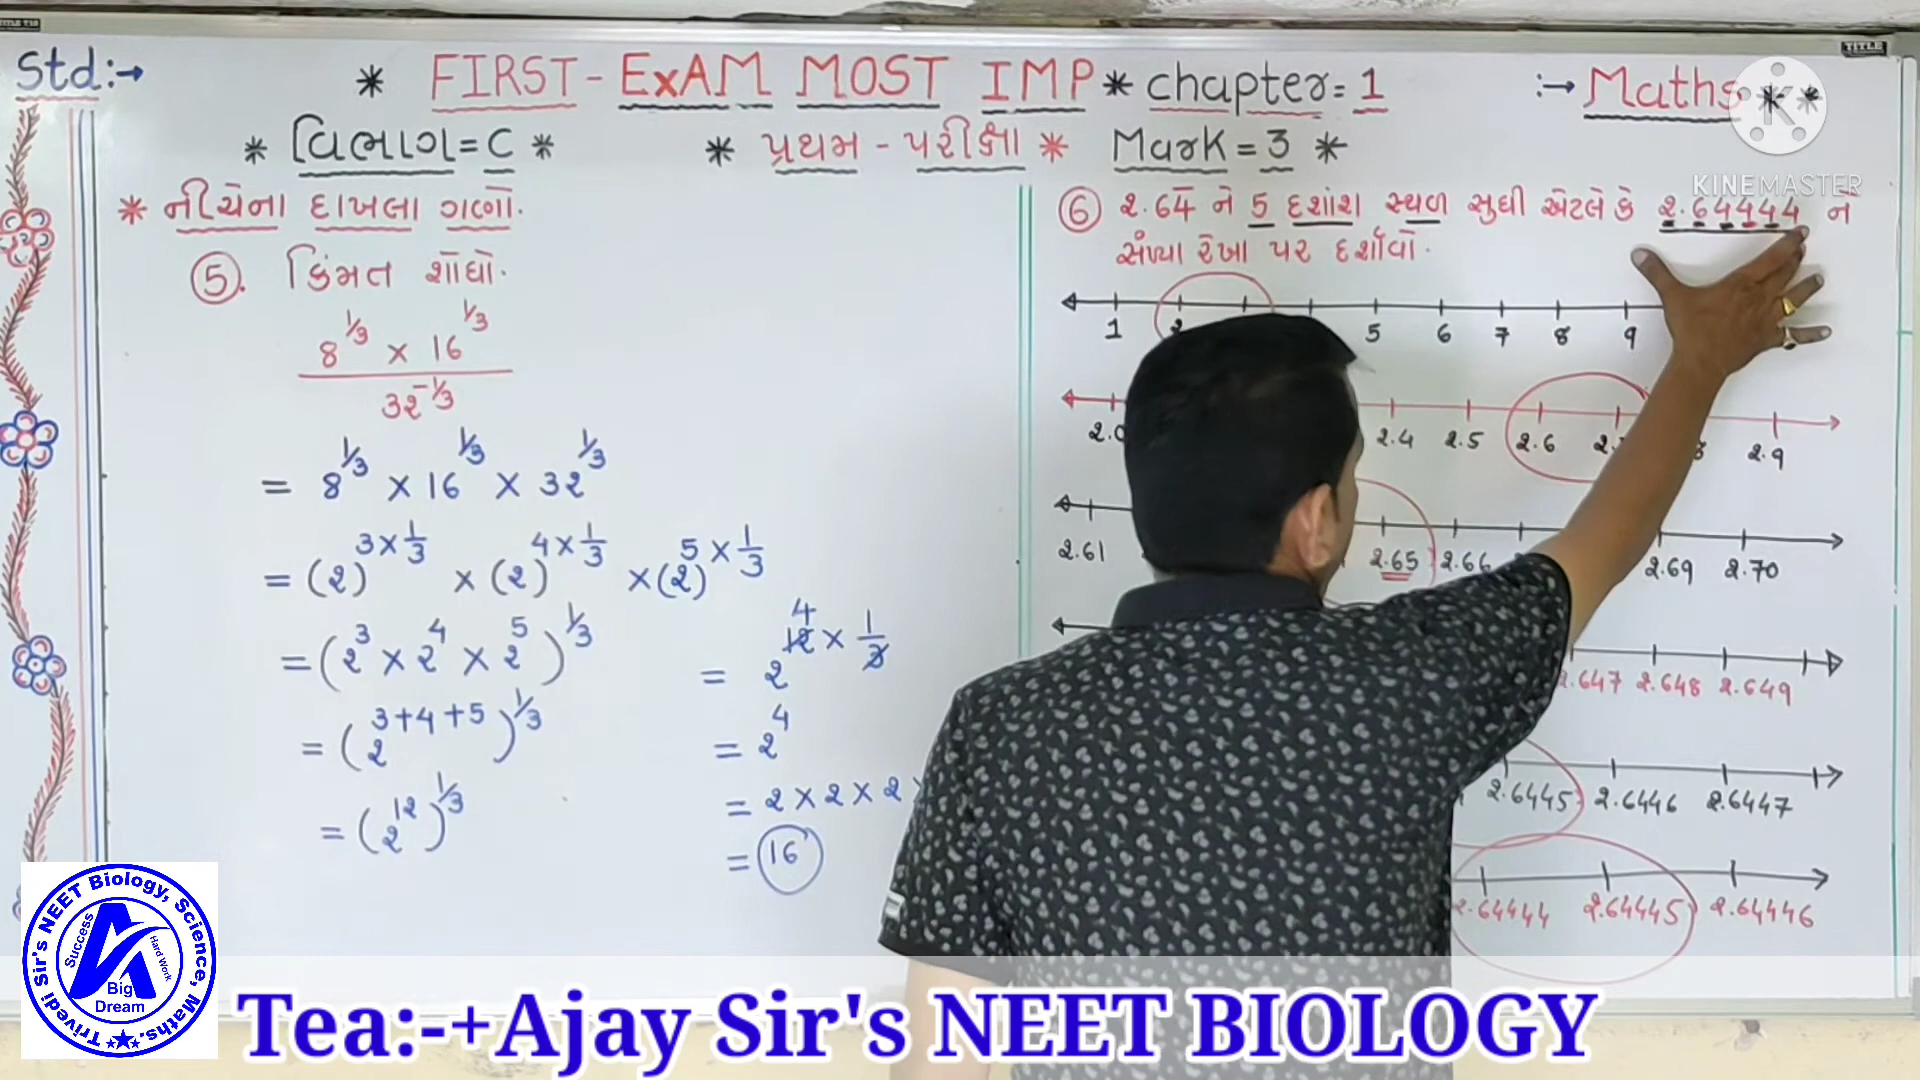 Std:→ * FIRST - ExAM MOST IMP * chapter = 1 :→ Maths **
* વિભાગ = C * * પ્રથમ - પરીક્ષા * Mark = 3 *
KINEMASTER
* નીચેના દાખલા ગણો.
⑤. કિંમત શોધો.
8^1/3 × 16^1/3
32^-1/3
= 8^1/3 × 16^1/3 × 32^1/3
= (2)^3×1/3 × (2)^4×1/3 × (2)^5×1/3
= (2^3 × 2^4 × 2^5)^1/3
= (2^3+4+5)^1/3
= (2^12)^1/3
4
= 2^12 × 1/3
= 2^4
= 2 × 2 × 2
= 16
⑥ 2.64̅ ને 5 દશાંશ સ્થળ સુધી એટલે કે 2.64444 ને
સંખ્યા રેખા પર દર્શાવો.
1 5 6 7 8 9
2.4 2.5 2.6 2.9
2.61 2.65 2.66 2.69 2.70
2.648 2.649
2.6445 2.6446 2.6447
2.64444 2.64445 2.64446
Trivedi Sir's NEET Biology, Science, Maths.
Success
Hard Work
Big
Dream
Tea:-+Ajay Sir's NEET BIOLOGY